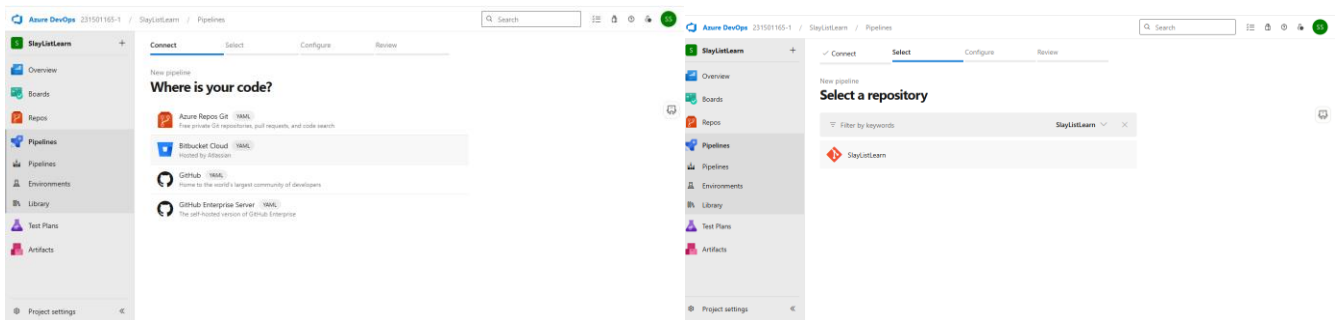 Azure DevOps 231501165-1 / SlayListLearn / Pipelines
Search
SS
S SlayListLearn +
Overview
Boards
Repos
Pipelines
Pipelines
Environments
Library
Test Plans
Artifacts
Project settings
Connect Select Configure Review
New pipeline
Where is your code?
Azure Repos Git YAML
Free private Git repositories, pull requests, and code search
Bitbucket Cloud YAML
Hosted by Atlassian
GitHub YAML
Home to the world's largest community of developers
GitHub Enterprise Server YAML
The self-hosted version of GitHub Enterprise
Azure DevOps 231501165-1 / SlayListLearn / Pipelines
Search
SS
S SlayListLearn +
Overview
Boards
Repos
Pipelines
Pipelines
Environments
Library
Test Plans
Artifacts
Project settings
Connect Select Configure Review
New pipeline
Select a repository
Filter by keywords SlayListLearn
SlayListLearn